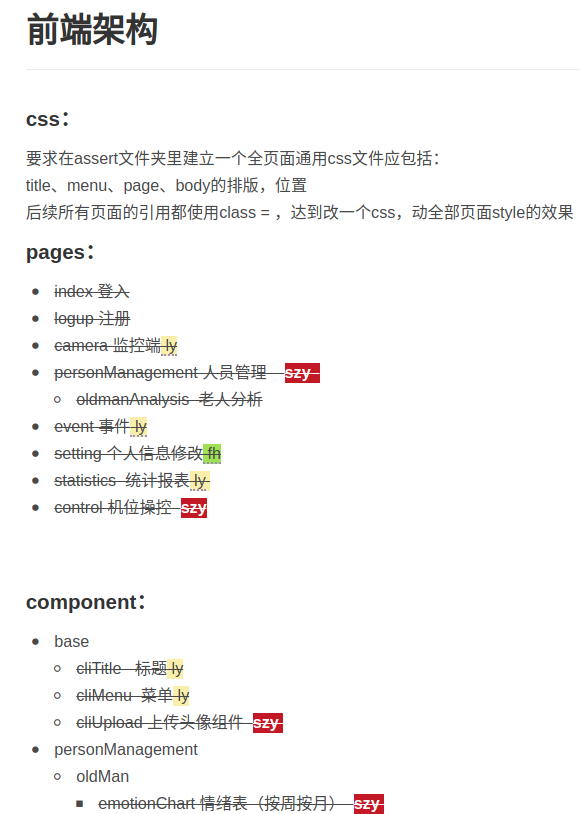 前端架构
css：
要求在assert文件夹里建立一个全页面通用css文件应包括：
title、menu、page、body的排版，位置
后续所有页面的引用都使用class = ，达到改一个css，动全部页面style的效果
pages：
index 登入
logup 注册
camera 监控端 ly
personManagement 人员管理 szy
oldmanAnalysis 老人分析
event 事件 ly
setting 个人信息修改 fh
statistics 统计报表 ly
control 机位操控 szy
component：
base
cliTitle 标题 ly
cliMenu 菜单 ly
cliUpload 上传头像组件 szy
personManagement
oldMan
emotionChart 情绪表（按周按月） szy